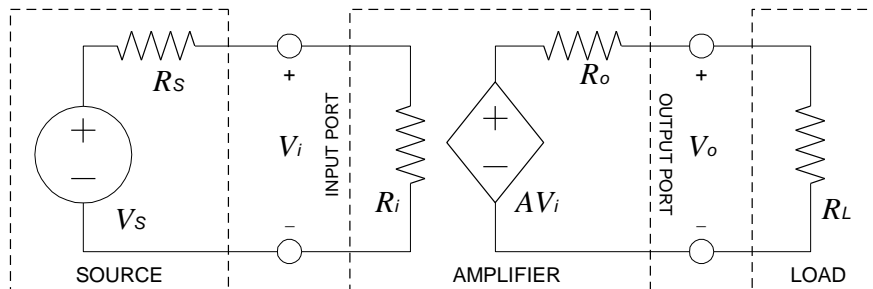 RS
Ro
+
+
+
+
Vi
INPUT PORT
OUTPUT PORT
Vo
−
−
VS
Ri
AVi
RL
−
−
SOURCE
AMPLIFIER
LOAD